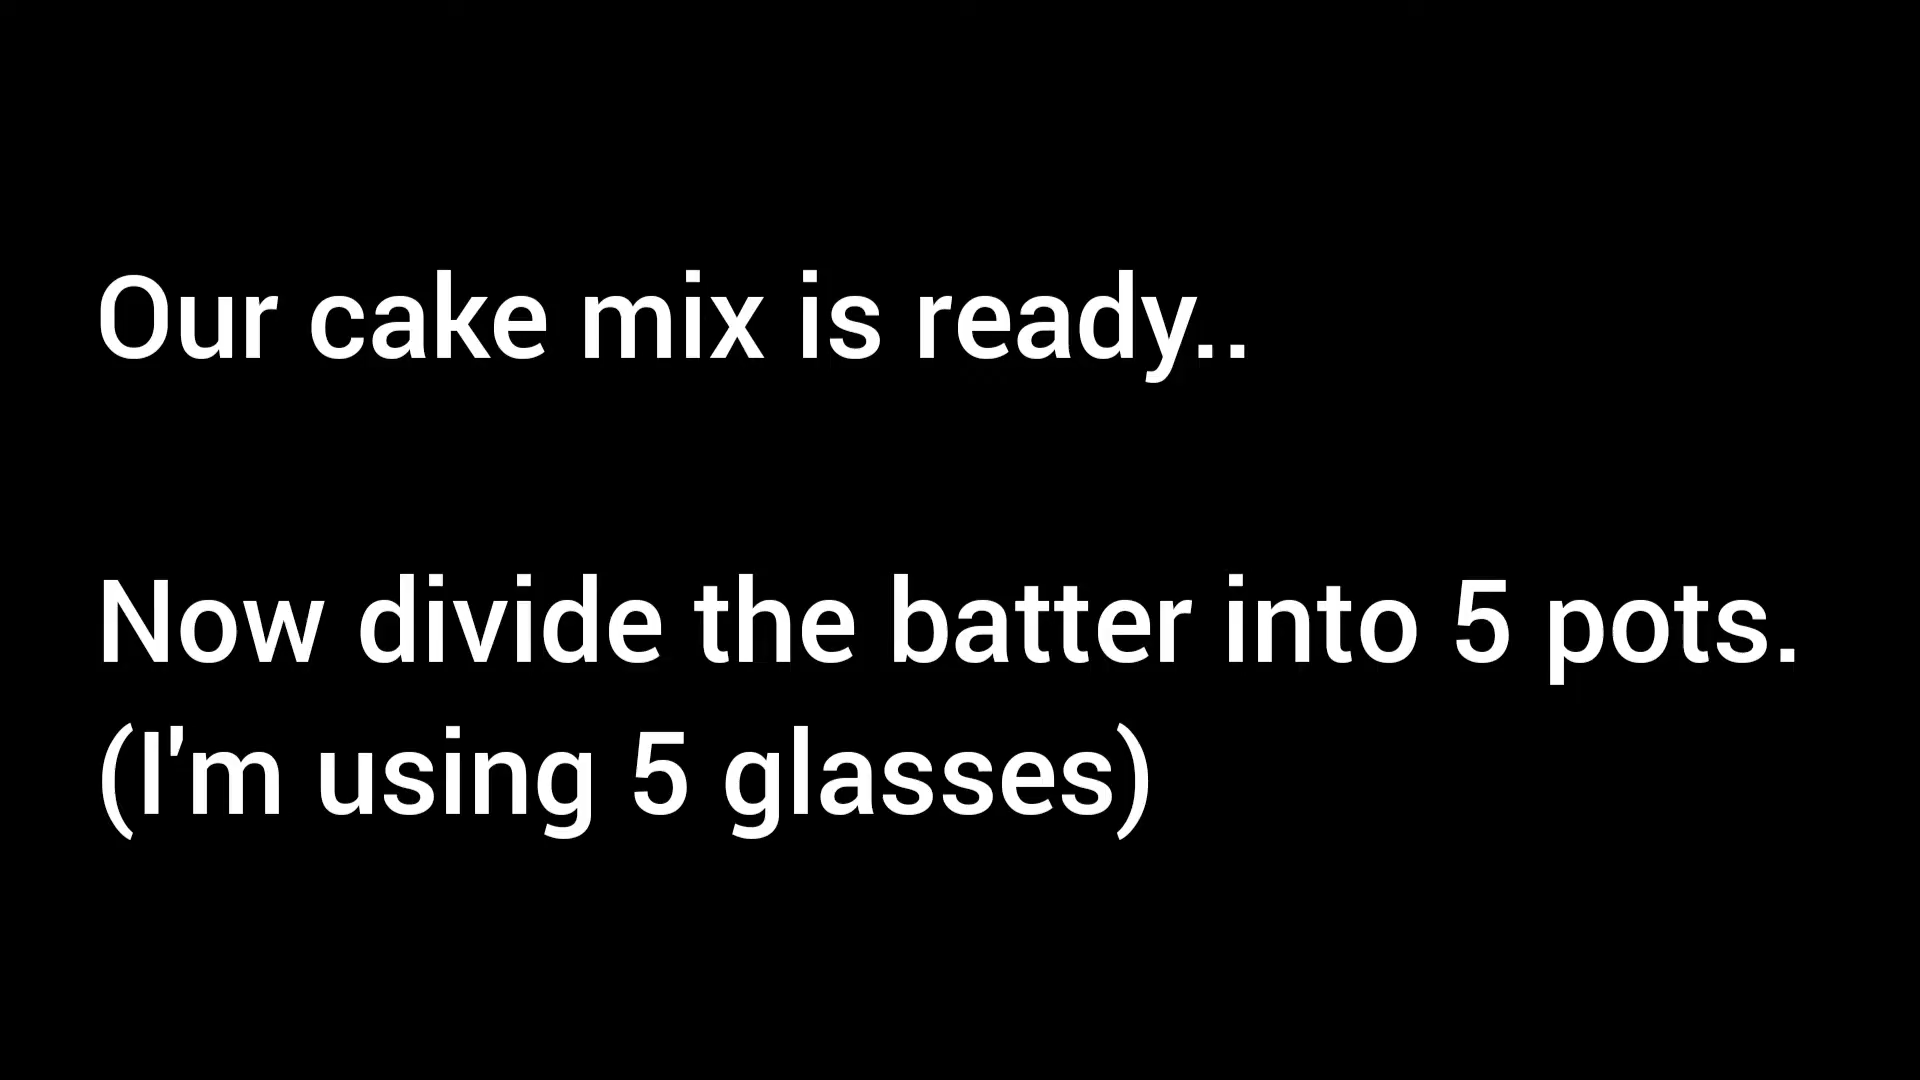 Our cake mix is ready..
Now divide the batter into 5 pots.
(I'm using 5 glasses)